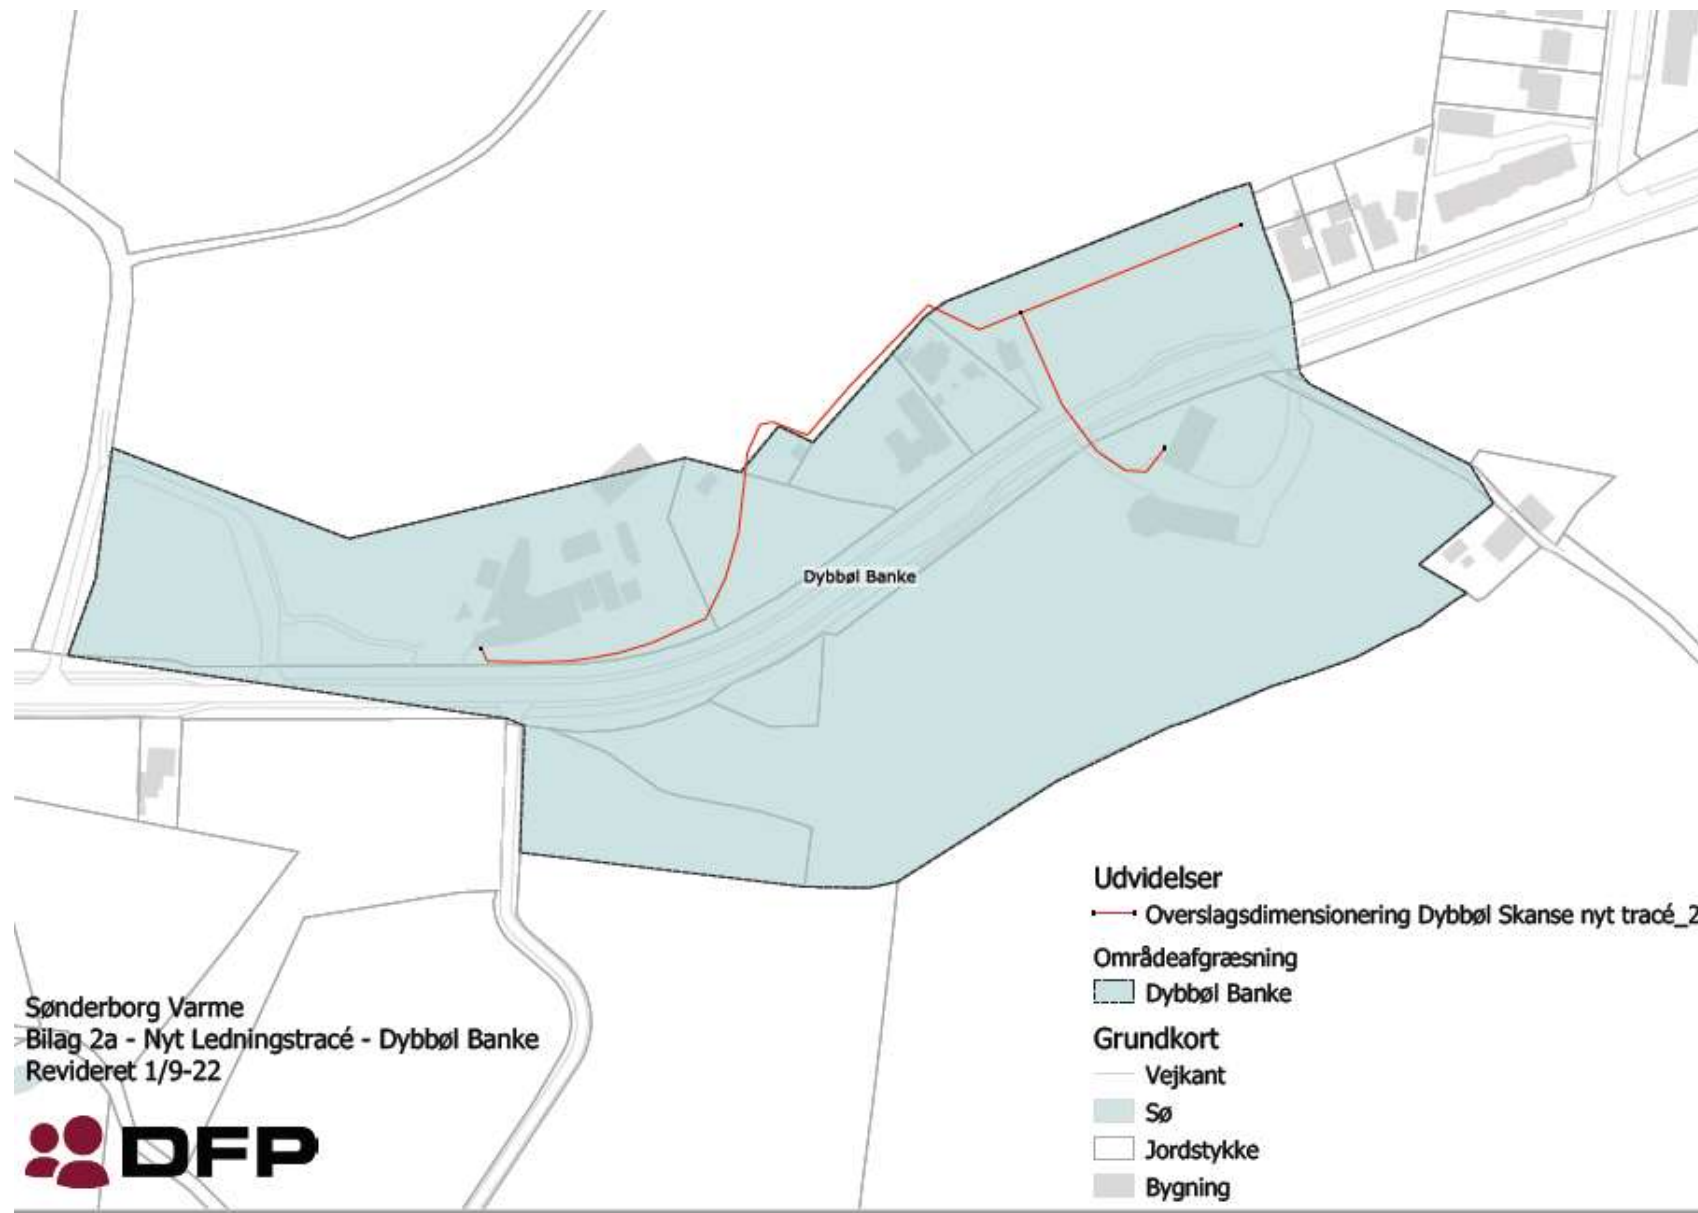 Dybbøl Banke
Udvidelser
Overslagsdimensionering Dybbøl Skanse nyt tracé_2
Områdeafgræsning
Dybbøl Banke
Grundkort
Vejkant
Sø
Jordstykke
Bygning
Sønderborg Varme
Bilag 2a - Nyt Ledningstracé - Dybbøl Banke
Revideret 1/9-22
DFP